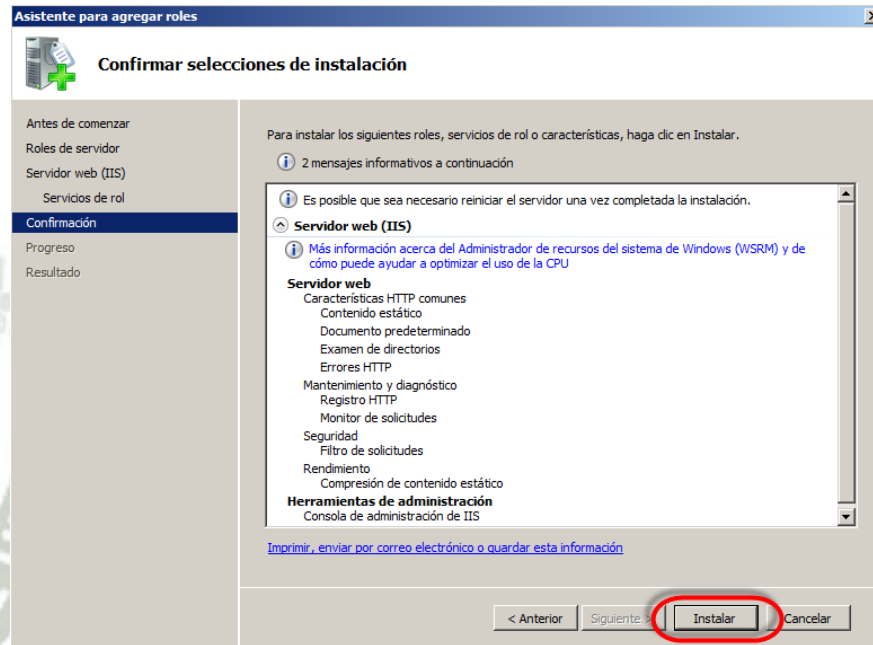 Asistente para agregar roles
Confirmar selecciones de instalación
Antes de comenzar
Roles de servidor
Servidor web (IIS)
Servicios de rol
Confirmación
Progreso
Resultado
Para instalar los siguientes roles, servicios de rol o características, haga clic en Instalar.
2 mensajes informativos a continuación
Es posible que sea necesario reiniciar el servidor una vez completada la instalación.
Servidor web (IIS)
Más información acerca del Administrador de recursos del sistema de Windows (WSRM) y de
cómo puede ayudar a optimizar el uso de la CPU
Servidor web
Características HTTP comunes
Contenido estático
Documento predeterminado
Examen de directorios
Errores HTTP
Mantenimiento y diagnóstico
Registro HTTP
Monitor de solicitudes
Seguridad
Filtro de solicitudes
Rendimiento
Compresión de contenido estático
Herramientas de administración
Consola de administración de IIS
Imprimir, enviar por correo electrónico o guardar esta información
< Anterior Siguiente > Instalar Cancelar